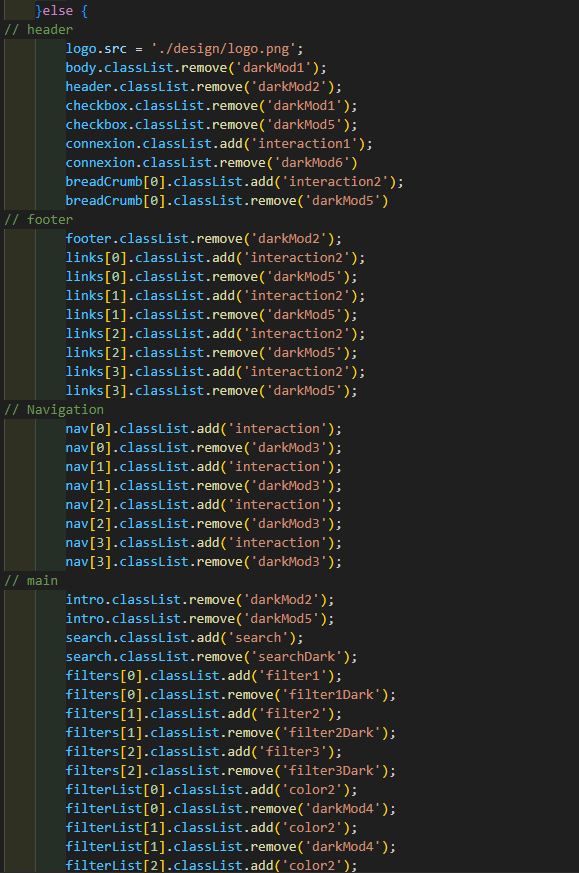 }else {
// header
logo.src = './design/logo.png';
body.classList.remove('darkMod1');
header.classList.remove('darkMod2');
checkbox.classList.remove('darkMod1');
checkbox.classList.remove('darkMod5');
connexion.classList.add('interaction1');
connexion.classList.remove('darkMod6')
breadCrumb[0].classList.add('interaction2');
breadCrumb[0].classList.remove('darkMod5')
// footer
footer.classList.remove('darkMod2');
links[0].classList.add('interaction2');
links[0].classList.remove('darkMod5');
links[1].classList.add('interaction2');
links[1].classList.remove('darkMod5');
links[2].classList.add('interaction2');
links[2].classList.remove('darkMod5');
links[3].classList.add('interaction2');
links[3].classList.remove('darkMod5');
// Navigation
nav[0].classList.add('interaction');
nav[0].classList.remove('darkMod3');
nav[1].classList.add('interaction');
nav[1].classList.remove('darkMod3');
nav[2].classList.add('interaction');
nav[2].classList.remove('darkMod3');
nav[3].classList.add('interaction');
nav[3].classList.remove('darkMod3');
// main
intro.classList.remove('darkMod2');
intro.classList.remove('darkMod5');
search.classList.add('search');
search.classList.remove('searchDark');
filters[0].classList.add('filter1');
filters[0].classList.remove('filter1Dark');
filters[1].classList.add('filter2');
filters[1].classList.remove('filter2Dark');
filters[2].classList.add('filter3');
filters[2].classList.remove('filter3Dark');
filterList[0].classList.add('color2');
filterList[0].classList.remove('darkMod4');
filterList[1].classList.add('color2');
filterList[1].classList.remove('darkMod4');
filterList[2].classList.add('color2');